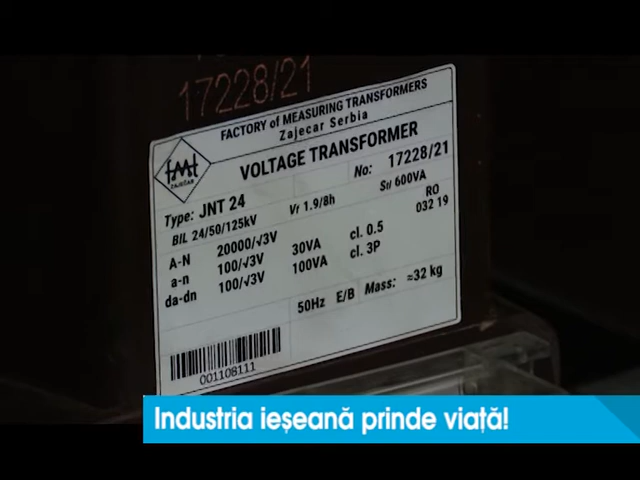 17228/21
FACTORY of MEASURING TRANSFORMERS
Zajecar Serbia
fmt
ZAJEČAR
VOLTAGE TRANSFORMER
No: 17228/21
Type: JNT 24
Sth 600VA
BIL 24/50/125kV
Vf 1.9/8h
RO
032 19
A-N 20000/√3V
a-n 100/√3V 30VA cl. 0.5
da-dn 100/√3V 100VA cl. 3P
50Hz E/B Mass: ≈32 kg
001108111
Industria ieșeană prinde viață!